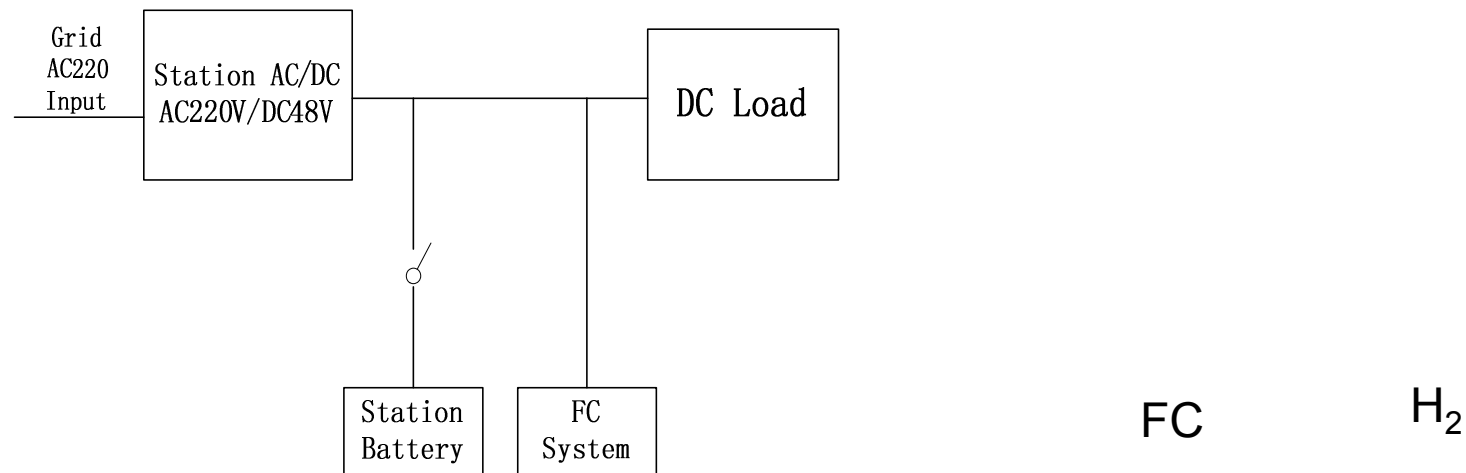 Grid
AC220
Input
Station AC/DC
AC220V/DC48V
DC Load
Station
Battery
FC
System
FC
H₂